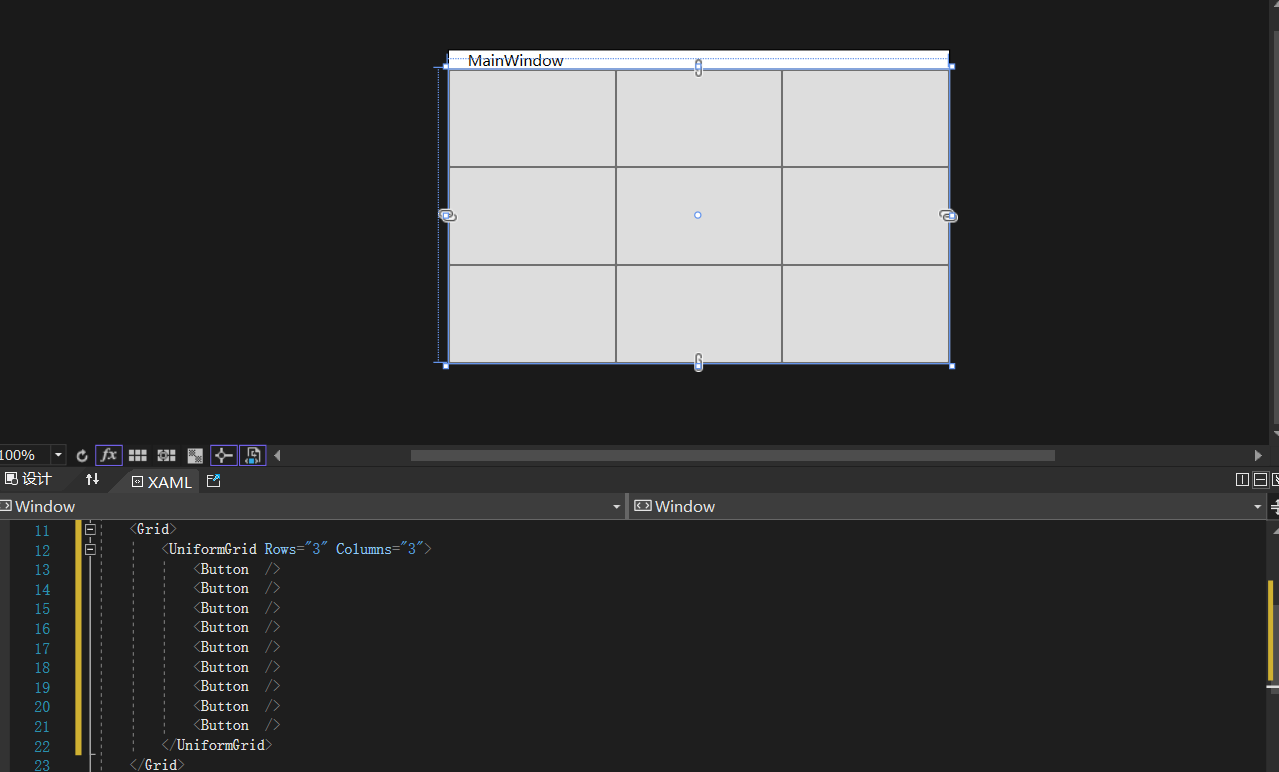 MainWindow
100%
设计
XAML
Window
Window
11 <Grid>
12 <UniformGrid Rows="3" Columns="3">
13 <Button />
14 <Button />
15 <Button />
16 <Button />
17 <Button />
18 <Button />
19 <Button />
20 <Button />
21 <Button />
22 </UniformGrid>
23 </Grid>